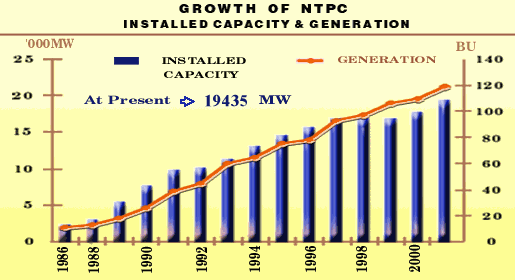 GROWTH OF NTPC
INSTALLED CAPACITY & GENERATION
'000MW
BU
INSTALLED
CAPACITY
GENERATION
At Present 19435 MW
25
20
15
10
5
0
140
120
100
80
60
40
20
0
1986
1988
1990
1992
1994
1996
1998
2000